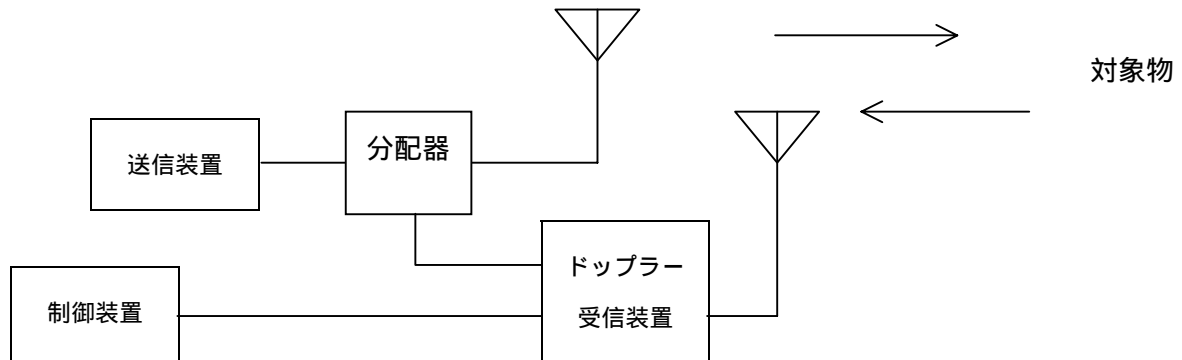 対象物
分配器
送信装置
ドップラー
受信装置
制御装置